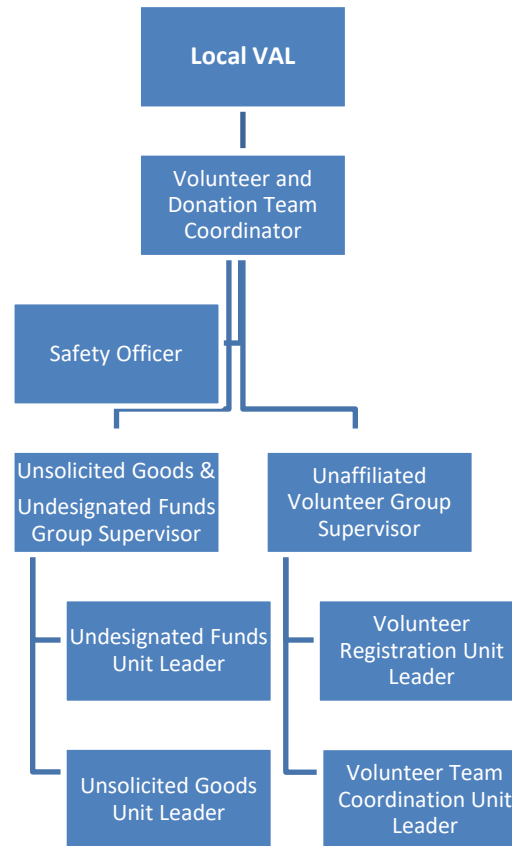 Local VAL
Volunteer and
Donation Team
Coordinator
Safety Officer
Unsolicited Goods &
Undesignated Funds
Group Supervisor
Unaffiliated
Volunteer Group
Supervisor
Undesignated Funds
Unit Leader
Volunteer
Registration Unit
Leader
Unsolicited Goods
Unit Leader
Volunteer Team
Coordination Unit
Leader